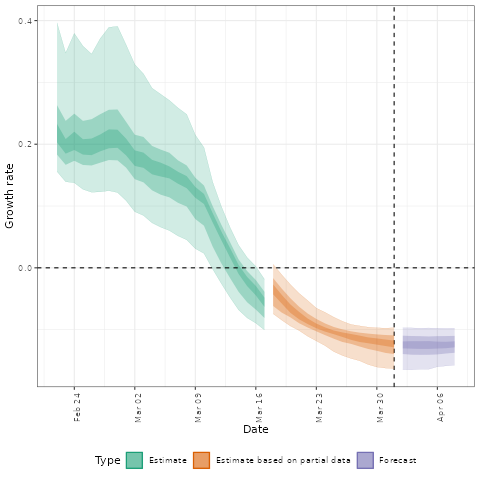 Growth rate
0.4
0.2
0.0
Feb 24
Mar 02
Mar 09
Mar 16
Mar 23
Mar 30
Apr 06
Date
Type
Estimate
Estimate based on partial data
Forecast